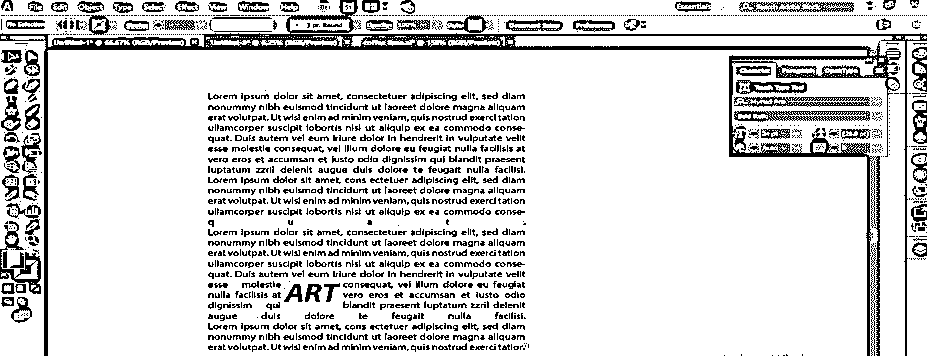 File Edit Object Type Select Effect View Window Help
Essentials
Lorem ipsum dolor sit amet, consectetuer adipiscing elit, sed diam
nonummy nibh euismod tincidunt ut laoreet dolore magna aliquam
erat volutpat. Ut wisi enim ad minim veniam, quis nostrud exerci tation
ullamcorper suscipit lobortis nisl ut aliquip ex ea commodo conse-
quat. Duis autem vel eum iriure dolor in hendrerit in vulputate velit
esse molestie consequat, vel illum dolore eu feugiat nulla facilisis at
vero eros et accumsan et iusto odio dignissim qui blandit praesent
luptatum zzril delenit augue duis dolore te feugait nulla facilisi.
Lorem ipsum dolor sit amet, cons ectetuer adipiscing elit, sed diam
nonummy nibh euismod tincidunt ut laoreet dolore magna aliquam
erat volutpat. Ut wisi enim ad minim veniam, quis nostrud exerci tation
ullamcorper suscipit lobortis nisl ut aliquip ex ea commodo conse-
q u a t .
Lorem ipsum dolor sit amet, consectetuer adipiscing elit, sed diam
nonummy nibh euismod tincidunt ut laoreet dolore magna aliquam
erat volutpat. Ut wisi enim ad minim veniam, quis nostrud exerci tation
ullamcorper suscipit lobortis nisl ut aliquip ex ea commodo conse-
quat. Duis autem vel eum iriure dolor in hendrerit in vulputate velit
esse molestie consequat, vel illum dolore eu feugiat
nulla facilisis at ART vero eros et accumsan et iusto odio
dignissim qui blandit praesent luptatum zzril delenit
augue duis dolore te feugait nulla facilisi.
Lorem ipsum dolor sit amet, cons ectetuer adipiscing elit, sed diam
nonummy nibh euismod tincidunt ut laoreet dolore magna aliquam
erat volutpat. Ut wisi enim ad minim veniam, quis nostrud exerci tation